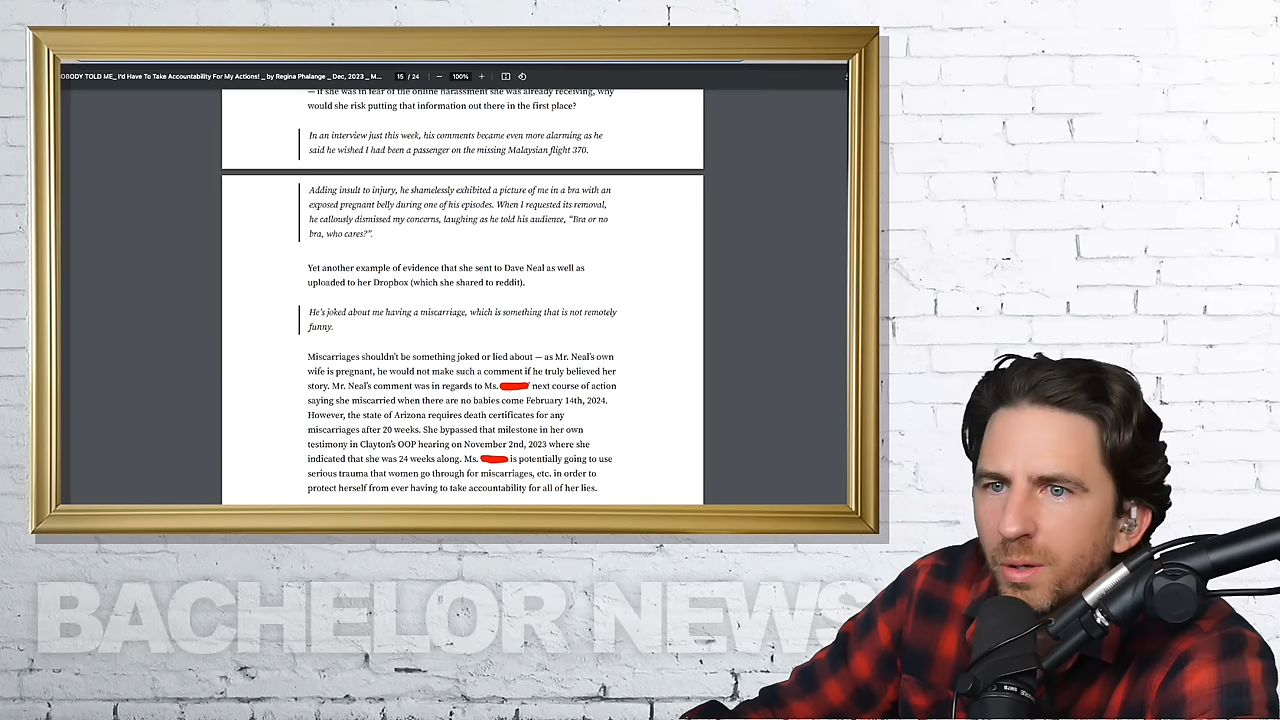 OBODY TOLD ME_ I'd Have To Take Accountability For My Actions! _ by Regina Phalange _ Dec, 2023 _ M... 15 / 24 100%
— if she was in fear of the online harassment she was already receiving, why
would she risk putting that information out there in the first place?
In an interview just this week, his comments became even more alarming as he
said he wished I had been a passenger on the missing Malaysian flight 370.
Adding insult to injury, he shamelessly exhibited a picture of me in a bra with an
exposed pregnant belly during one of his episodes. When I requested its removal,
he callously dismissed my concerns, laughing as he told his audience, “Bra or no
bra, who cares?”.
Yet another example of evidence that she sent to Dave Neal as well as
uploaded to her Dropbox (which she shared to reddit).
He's joked about me having a miscarriage, which is something that is not remotely
funny.
Miscarriages shouldn't be something joked or lied about — as Mr. Neal's own
wife is pregnant, he would not make such a comment if he truly believed her
story. Mr. Neal's comment was in regards to Ms. next course of action
saying she miscarried when there are no babies come February 14th, 2024.
However, the state of Arizona requires death certificates for any
miscarriages after 20 weeks. She bypassed that milestone in her own
testimony in Clayton's OOP hearing on November 2nd, 2023 where she
indicated that she was 24 weeks along. Ms. is potentially going to use
serious trauma that women go through for miscarriages, etc. in order to
protect herself from ever having to take accountability for all of her lies.
BACHELOR NEWS